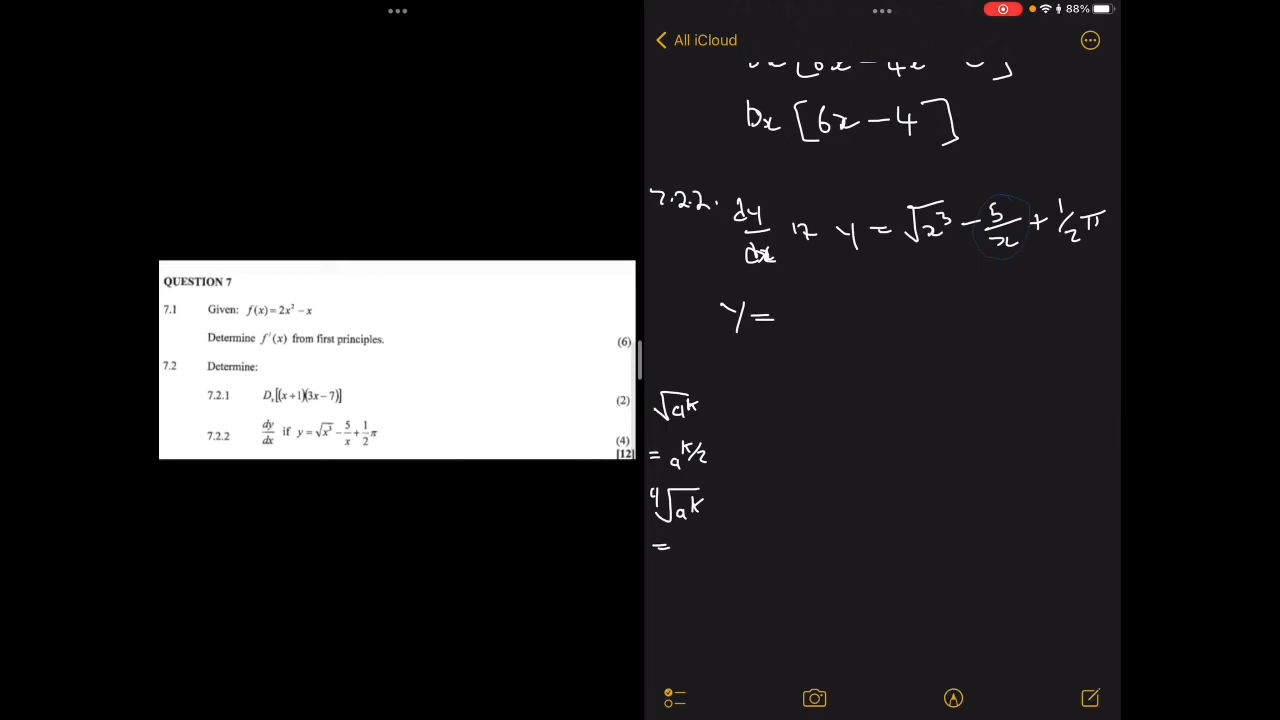 QUESTION 7
7.1 Given: f(x) = 2x² − x
Determine f′(x) from first principles. (6)
7.2 Determine:
7.2.1 Dₓ[(x+1)(3x−7)] (2)
7.2.2 dy/dx if y = √x³ − 5/x + 1/2 π (4)
[12]
88%
All iCloud
Dx [6x − 4]
7.2.2. dy/dx if y = √x³ − 5/x + 1/2 π
y =
√aᵏ
= a^k/2
⁴√aᵏ
=